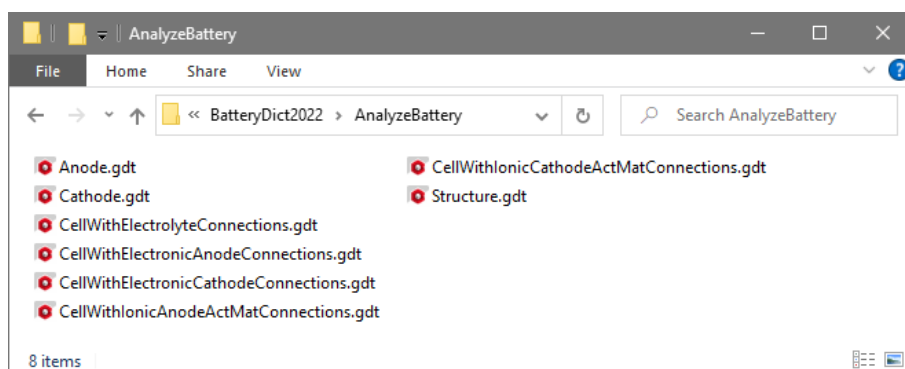 AnalyzeBattery
File Home Share View
« BatteryDict2022 > AnalyzeBattery Search AnalyzeBattery
Anode.gdt
Cathode.gdt
CellWithElectrolyteConnections.gdt
CellWithElectronicAnodeConnections.gdt
CellWithElectronicCathodeConnections.gdt
CellWithIonicAnodeActMatConnections.gdt
CellWithIonicCathodeActMatConnections.gdt
Structure.gdt
8 items